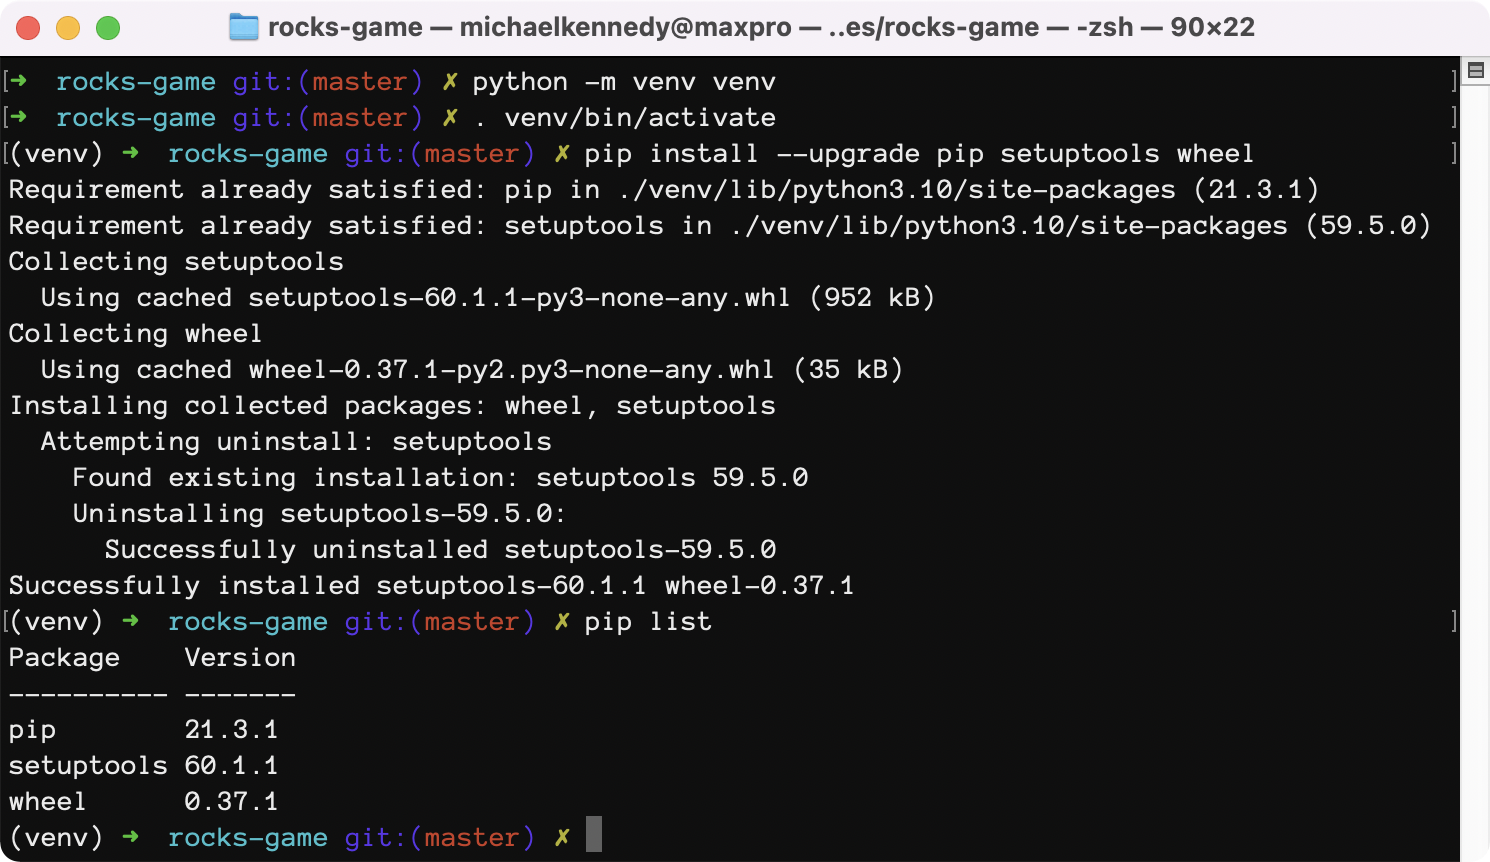 rocks-game — michaelkennedy@maxpro — ..es/rocks-game — -zsh — 90×22
[➜  rocks-game git:(master) ✗ python -m venv venv ]
[➜  rocks-game git:(master) ✗ . venv/bin/activate ]
[(venv) ➜  rocks-game git:(master) ✗ pip install --upgrade pip setuptools wheel ]
Requirement already satisfied: pip in ./venv/lib/python3.10/site-packages (21.3.1)
Requirement already satisfied: setuptools in ./venv/lib/python3.10/site-packages (59.5.0)
Collecting setuptools
  Using cached setuptools-60.1.1-py3-none-any.whl (952 kB)
Collecting wheel
  Using cached wheel-0.37.1-py2.py3-none-any.whl (35 kB)
Installing collected packages: wheel, setuptools
  Attempting uninstall: setuptools
    Found existing installation: setuptools 59.5.0
    Uninstalling setuptools-59.5.0:
      Successfully uninstalled setuptools-59.5.0
Successfully installed setuptools-60.1.1 wheel-0.37.1
[(venv) ➜  rocks-game git:(master) ✗ pip list ]
Package    Version
---------- -------
pip        21.3.1
setuptools 60.1.1
wheel      0.37.1
(venv) ➜  rocks-game git:(master) ✗